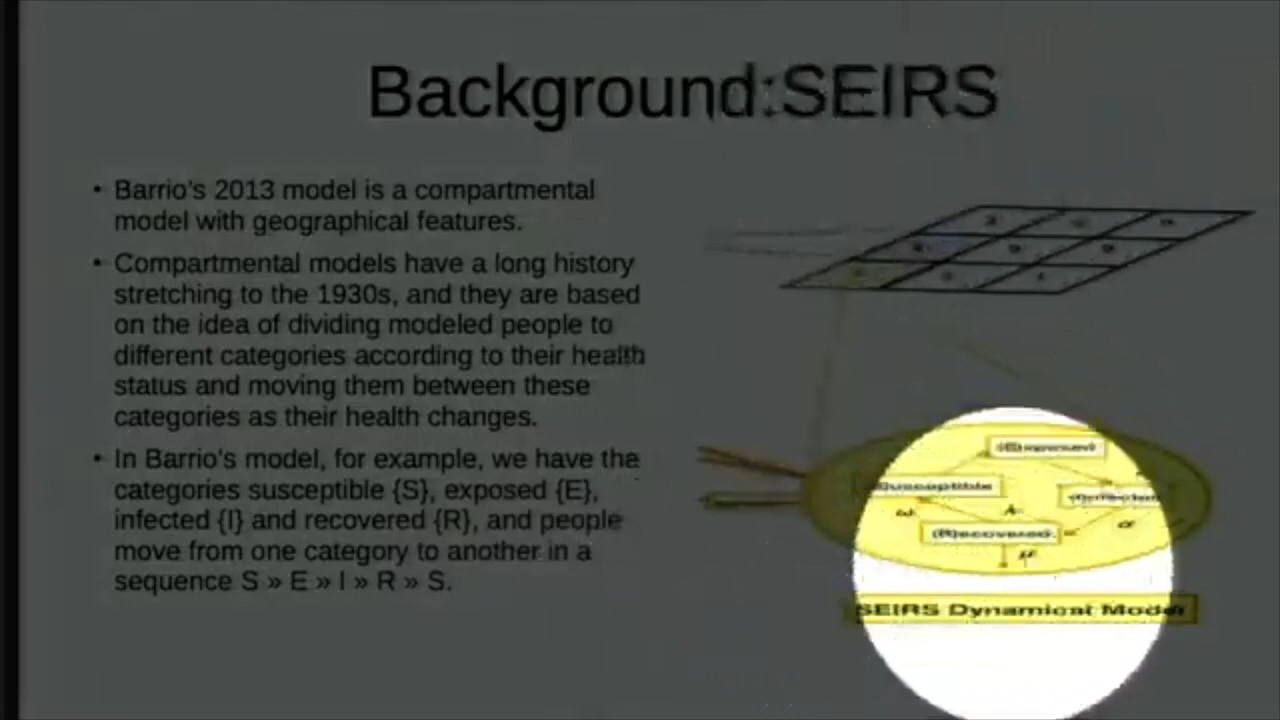 Background:SEIRS
• Barrio's 2013 model is a compartmental
model with geographical features.
• Compartmental models have a long history
stretching to the 1930s, and they are based
on the idea of dividing modeled people to
different categories according to their health
status and moving them between these
categories as their health changes.
• In Barrio's model, for example, we have the
categories susceptible {S}, exposed {E},
infected {I} and recovered {R}, and people
move from one category to another in a
sequence S » E » I » R » S.
(E)xposed
(S)usceptible
(I)nfected
(R)ecovered
SEIRS Dynamical Model